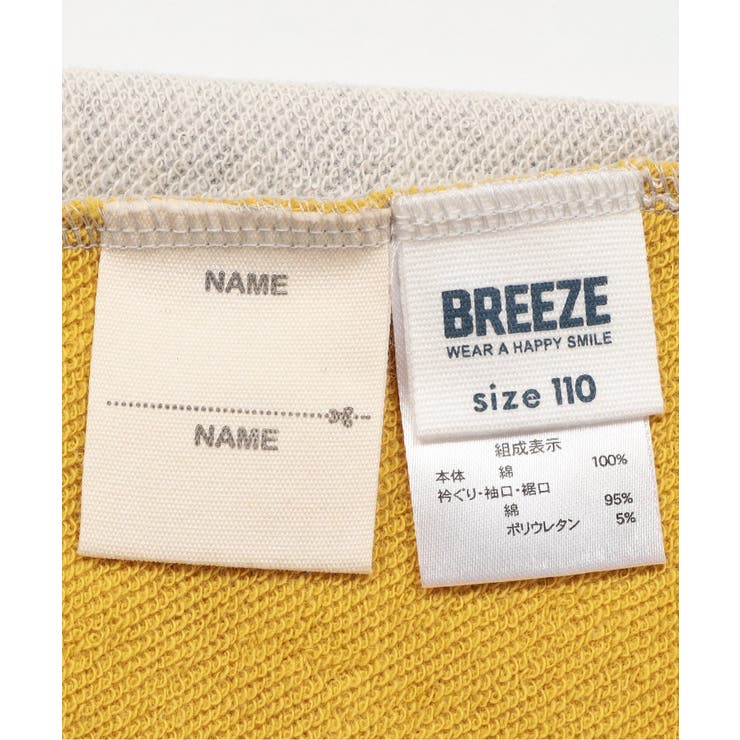 NAME
NAME
BREEZE
WEAR A HAPPY SMILE
size 110
組成表示
本体 綿 100%
衿ぐり・袖口・裾口
綿 95%
ポリウレタン 5%